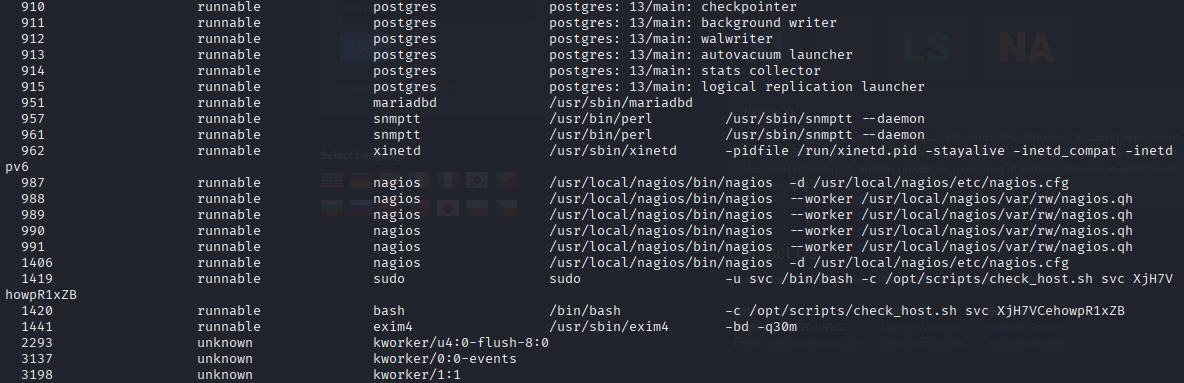 910 runnable postgres postgres: 13/main: checkpointer
911 runnable postgres postgres: 13/main: background writer
912 runnable postgres postgres: 13/main: walwriter
913 runnable postgres postgres: 13/main: autovacuum launcher
914 runnable postgres postgres: 13/main: stats collector
915 runnable postgres postgres: 13/main: logical replication launcher
951 runnable mariadbd /usr/sbin/mariadbd
957 runnable snmptt /usr/bin/perl /usr/sbin/snmptt --daemon
961 runnable snmptt /usr/bin/perl /usr/sbin/snmptt --daemon
962 runnable xinetd /usr/sbin/xinetd -pidfile /run/xinetd.pid -stayalive -inetd_compat -inetd
pv6
987 runnable nagios /usr/local/nagios/bin/nagios -d /usr/local/nagios/etc/nagios.cfg
988 runnable nagios /usr/local/nagios/bin/nagios --worker /usr/local/nagios/var/rw/nagios.qh
989 runnable nagios /usr/local/nagios/bin/nagios --worker /usr/local/nagios/var/rw/nagios.qh
990 runnable nagios /usr/local/nagios/bin/nagios --worker /usr/local/nagios/var/rw/nagios.qh
991 runnable nagios /usr/local/nagios/bin/nagios --worker /usr/local/nagios/var/rw/nagios.qh
1406 runnable nagios /usr/local/nagios/bin/nagios -d /usr/local/nagios/etc/nagios.cfg
1419 runnable sudo sudo -u svc /bin/bash -c /opt/scripts/check_host.sh svc XjH7V
howpR1xZB
1420 runnable bash /bin/bash -c /opt/scripts/check_host.sh svc XjH7VCehowpR1xZB
1441 runnable exim4 /usr/sbin/exim4 -bd -q30m
2293 unknown kworker/u4:0-flush-8:0
3137 unknown kworker/0:0-events
3198 unknown kworker/1:1
LS NA
Select Langu